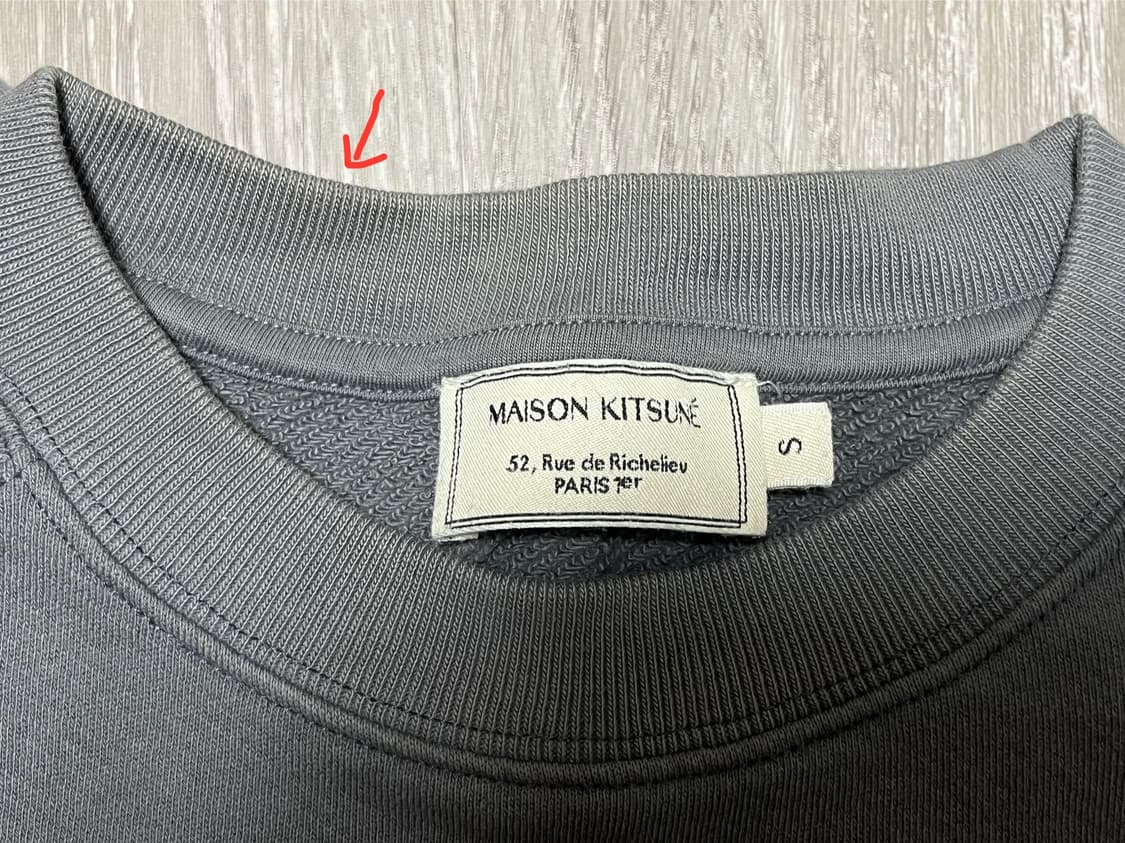 MAISON KITSUNÉ
52, Rue de Richelieu
PARIS 1er
S